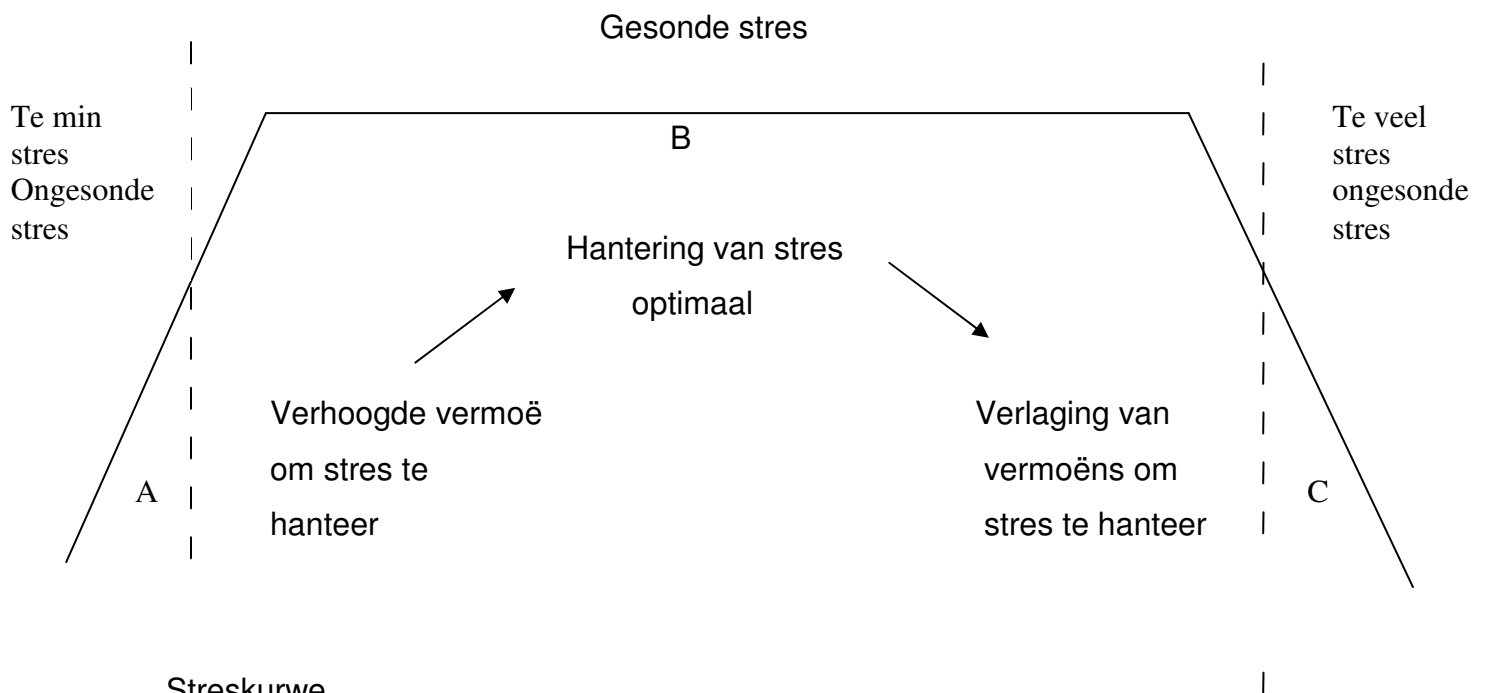 Gesonde stres
Te min
stres
Ongesonde
stres
B
Te veel
stres
ongesonde
stres
Hantering van stres
optimaal
Verhoogde vermoë
om stres te
hanteer
Verlaging van
vermoëns om
stres te hanteer
A
C
Streskurwe